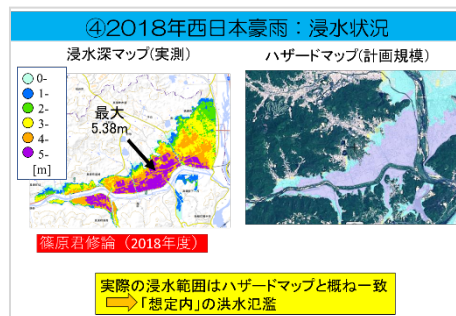 ④2018年西日本豪雨：浸水状況
浸水深マップ(実測)
ハザードマップ(計画規模)
0-
1-
2-
3-
4-
5-
[m]
最大
5.38m
篠原君修論（2018年度）
実際の浸水範囲はハザードマップと概ね一致
「想定内」の洪水氾濫